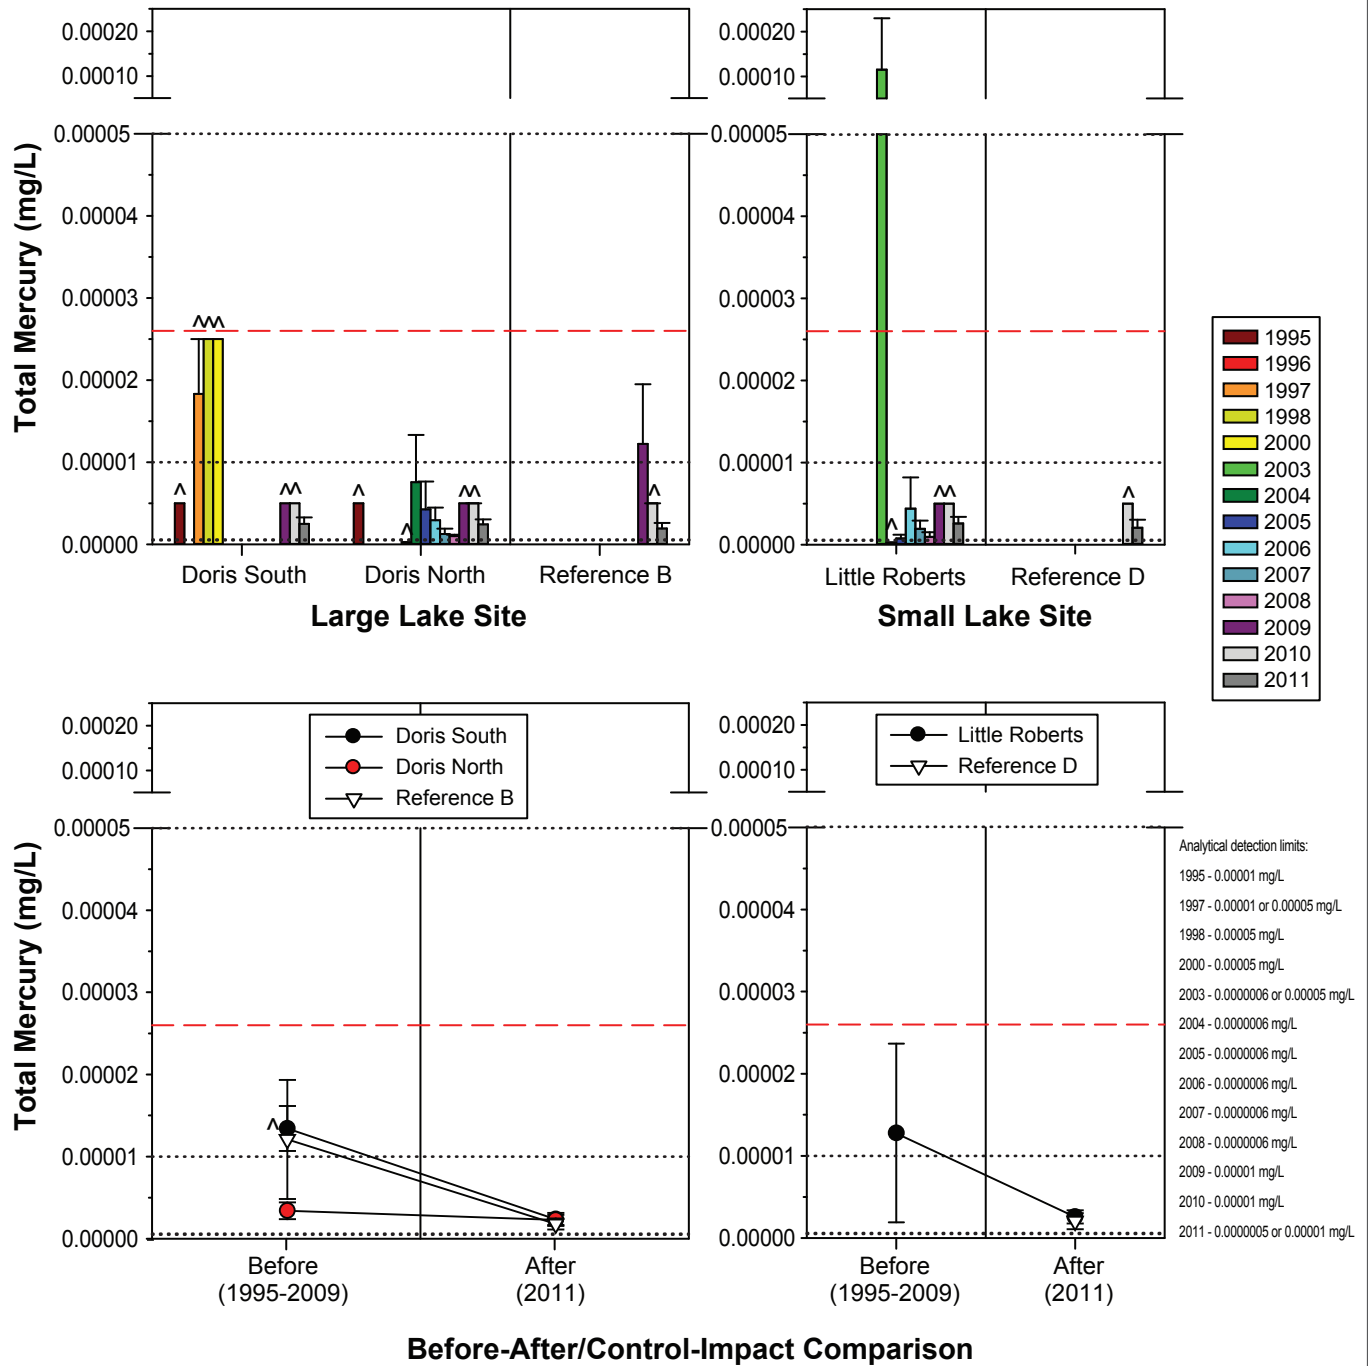 0.00020
0.00010
0.00005
0.00004
0.00003
0.00002
0.00001
0.00000
Total Mercury (mg/L)
^ ^^^ ^^ ^ ^ ^^ ^
Doris South Doris North Reference B
Large Lake Site
0.00020
0.00010
0.00005
0.00004
0.00003
0.00002
0.00001
0.00000
^ ^^ ^
Little Roberts Reference D
Small Lake Site
1995
1996
1997
1998
2000
2003
2004
2005
2006
2007
2008
2009
2010
2011
0.00020
0.00010
0.00005
0.00004
0.00003
0.00002
0.00001
0.00000
Total Mercury (mg/L)
Doris South
Doris North
Reference B
^
Before After
(1995-2009) (2011)
0.00020
0.00010
0.00005
0.00004
0.00003
0.00002
0.00001
0.00000
Little Roberts
Reference D
Before After
(1995-2009) (2011)
Analytical detection limits:
1995 - 0.00001 mg/L
1997 - 0.00001 or 0.00005 mg/L
1998 - 0.00005 mg/L
2000 - 0.00005 mg/L
2003 - 0.0000006 or 0.00005 mg/L
2004 - 0.0000006 mg/L
2005 - 0.0000006 mg/L
2006 - 0.0000006 mg/L
2007 - 0.0000006 mg/L
2008 - 0.0000006 mg/L
2009 - 0.00001 mg/L
2010 - 0.00001 mg/L
2011 - 0.0000005 or 0.00001 mg/L
Before-After/Control-Impact Comparison